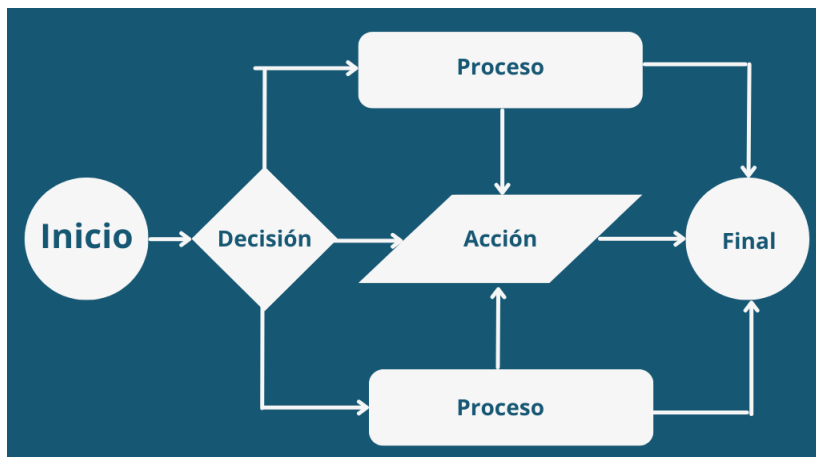 Proceso
Inicio
Decisión
Acción
Final
Proceso